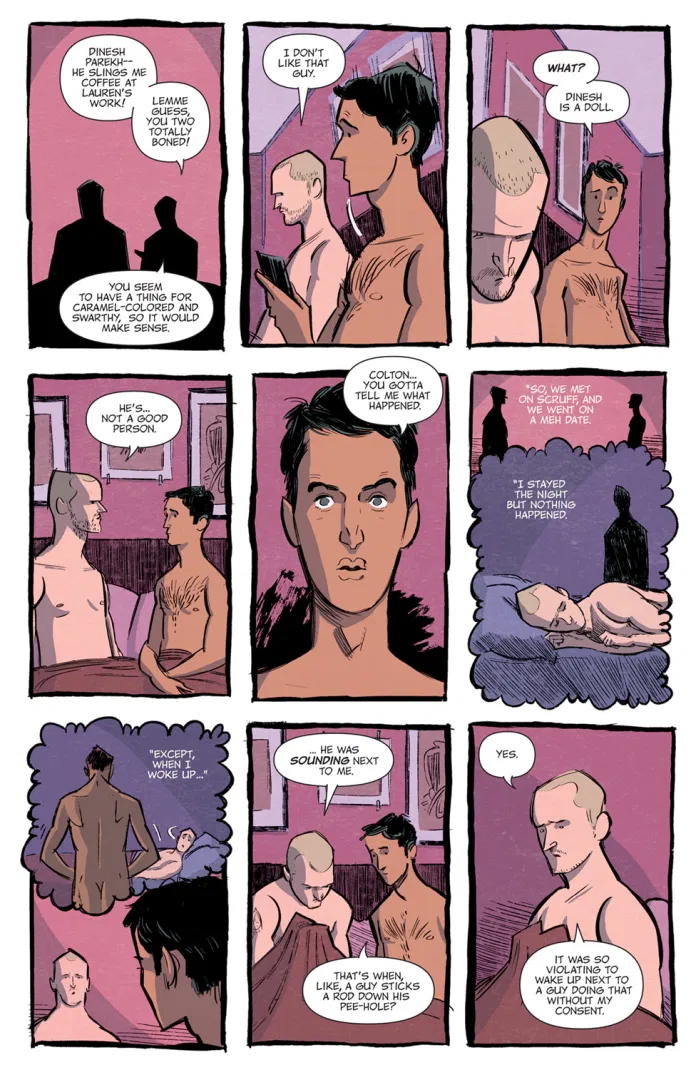 DINESH
PAREKH--
HE SLINGS ME
COFFEE AT
LAUREN'S
WORK!
LEMME
GUESS,
YOU TWO
TOTALLY
BONED!
YOU SEEM
TO HAVE A THING FOR
CARAMEL-COLORED AND
SWARTHY, SO IT WOULD
MAKE SENSE.
I DON'T
LIKE THAT
GUY.
WHAT?
DINESH
IS A DOLL.
HE'S...
NOT A GOOD
PERSON.
COLTON...
YOU GOTTA
TELL ME WHAT
HAPPENED.
"SO, WE MET
ON SCRUFF, AND
WE WENT ON
A MEH DATE.
"I STAYED
THE NIGHT
BUT NOTHING
HAPPENED.
"EXCEPT,
WHEN I
WOKE UP..."
... HE WAS
SOUNDING NEXT
TO ME.
THAT'S WHEN,
LIKE, A GUY STICKS
A ROD DOWN HIS
PEE-HOLE?
YES.
IT WAS SO
VIOLATING TO
WAKE UP NEXT TO
A GUY DOING THAT
WITHOUT MY
CONSENT.